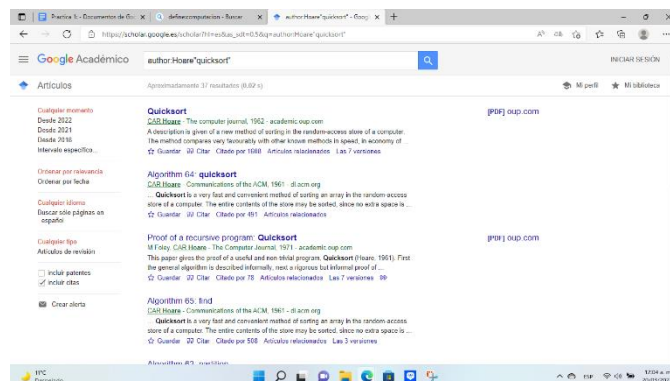 Practica 3 - Documentos de Go
define:computacion - Buscar
author:Hoare"quicksort" - Goog
https://scholar.google.es/scholar?hl=es&as_sdt=0,5&q=author:Hoare"quicksort"
Google Académico
author:Hoare"quicksort"
INICIAR SESIÓN
Artículos
Aproximadamente 37 resultados (0,02 s)
Mi perfil
Mi biblioteca
Cualquier momento
Desde 2022
Desde 2021
Desde 2018
Intervalo específico...
Ordenar por relevancia
Ordenar por fecha
Cualquier idioma
Buscar sólo páginas en
español
Cualquier tipo
Artículos de revisión
incluir patentes
incluir citas
Crear alerta
Quicksort
CAR Hoare - The computer journal, 1962 - academic.oup.com
A description is given of a new method of sorting in the random-access store of a computer.
The method compares very favourably with other known methods in speed, in economy of ...
Guardar Citar Citado por 1688 Artículos relacionados Las 7 versiones
[PDF] oup.com
Algorithm 64: quicksort
CAR Hoare - Communications of the ACM, 1961 - dl.acm.org
... Quicksort is a very fast and convenient method of sorting an array in the random-access
store of a computer. The entire contents of the store may be sorted, since no extra space is ...
Guardar Citar Citado por 491 Artículos relacionados
Proof of a recursive program: Quicksort
M Foley, CAR Hoare - The Computer Journal, 1971 - academic.oup.com
This paper gives the proof of a useful and non-trivial program, Quicksort (Hoare, 1961). First
the general algorithm is described informally, next a rigorous but informal proof of ...
Guardar Citar Citado por 78 Artículos relacionados Las 7 versiones
[PDF] oup.com
Algorithm 65: find
CAR Hoare - Communications of the ACM, 1961 - dl.acm.org
... Quicksort is a very fast and convenient method of sorting an array in the random-access
store of a computer. The entire contents of the store may be sorted, since no extra space is ...
Guardar Citar Citado por 508 Artículos relacionados Las 3 versiones
Algorithm 63: partition
11°C
ESP
12:04 a. m.